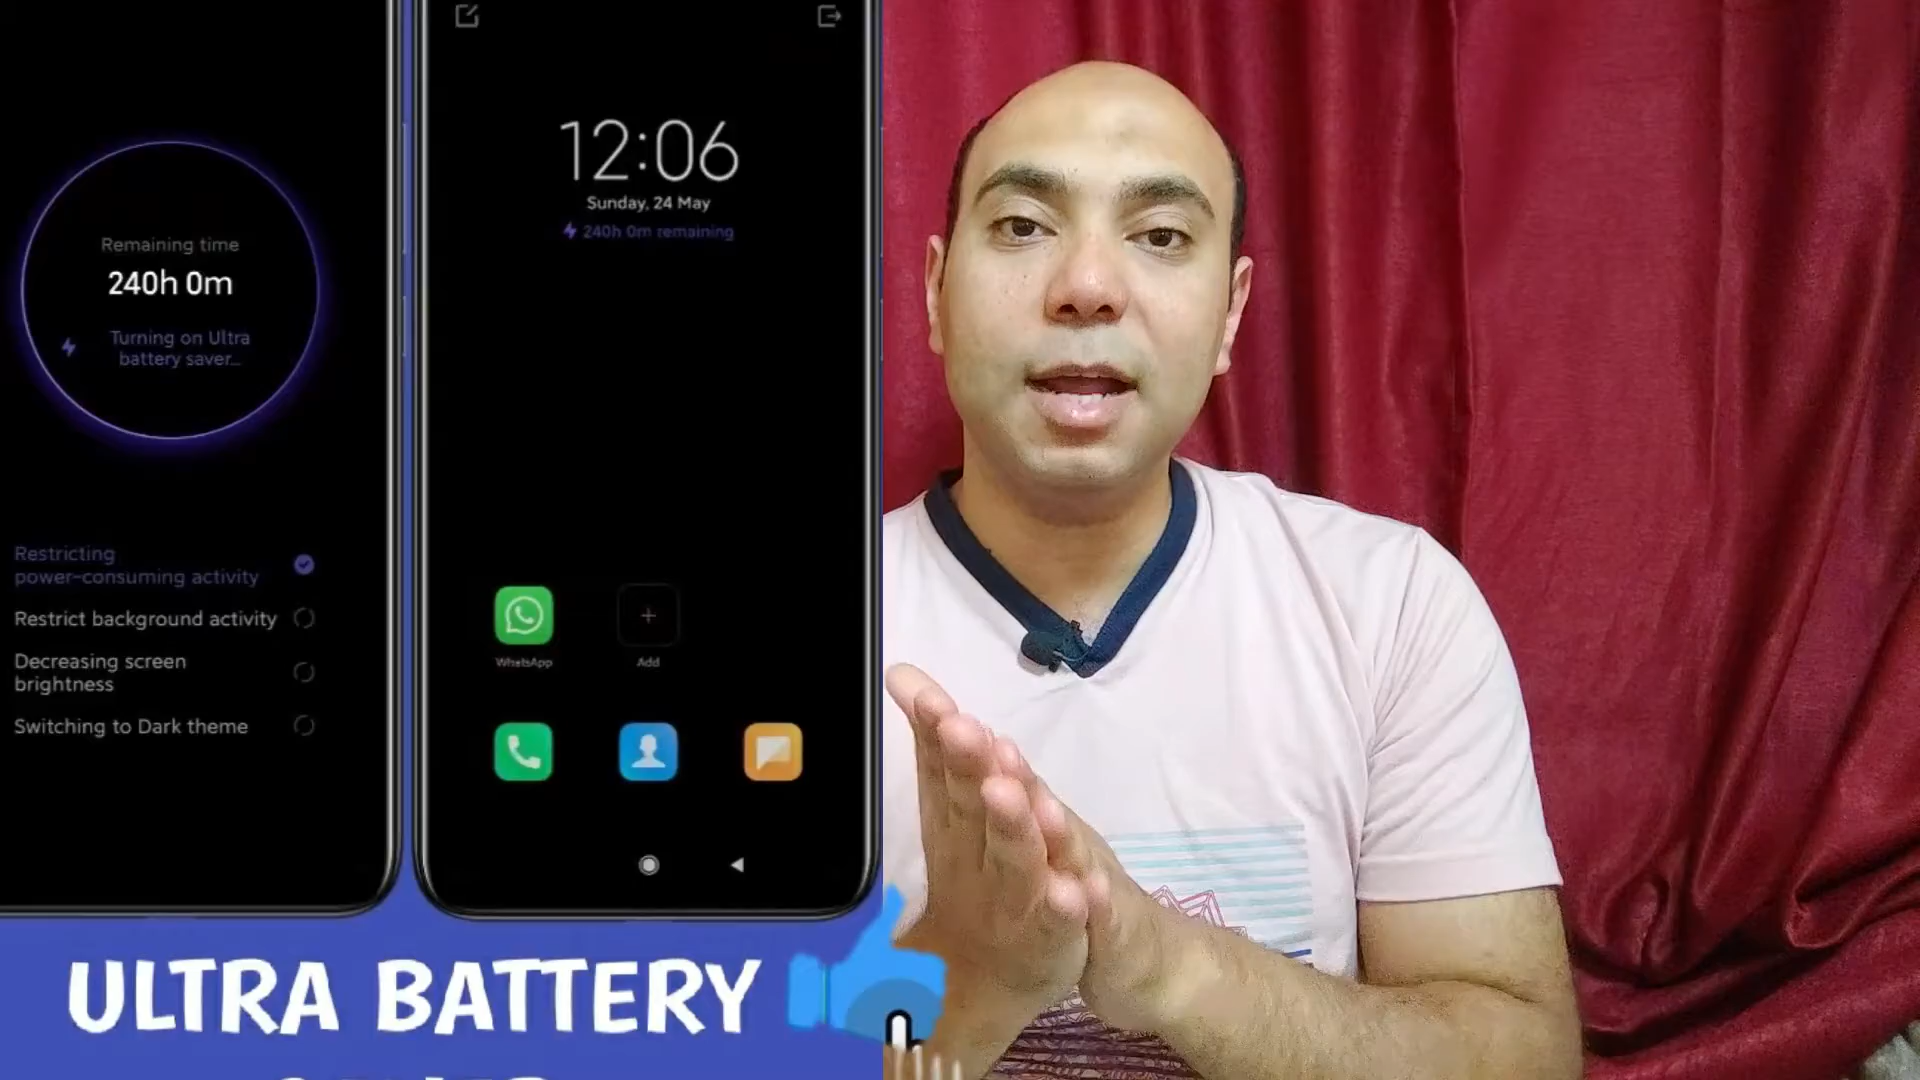 Remaining time
240h 0m
Turning on Ultra
battery saver...
Restricting
power-consuming activity
Restrict background activity
Decreasing screen
brightness
Switching to Dark theme
12:06
Sunday, 24 May
240h 0m remaining
WhatsApp
Add
ULTRA BATTERY